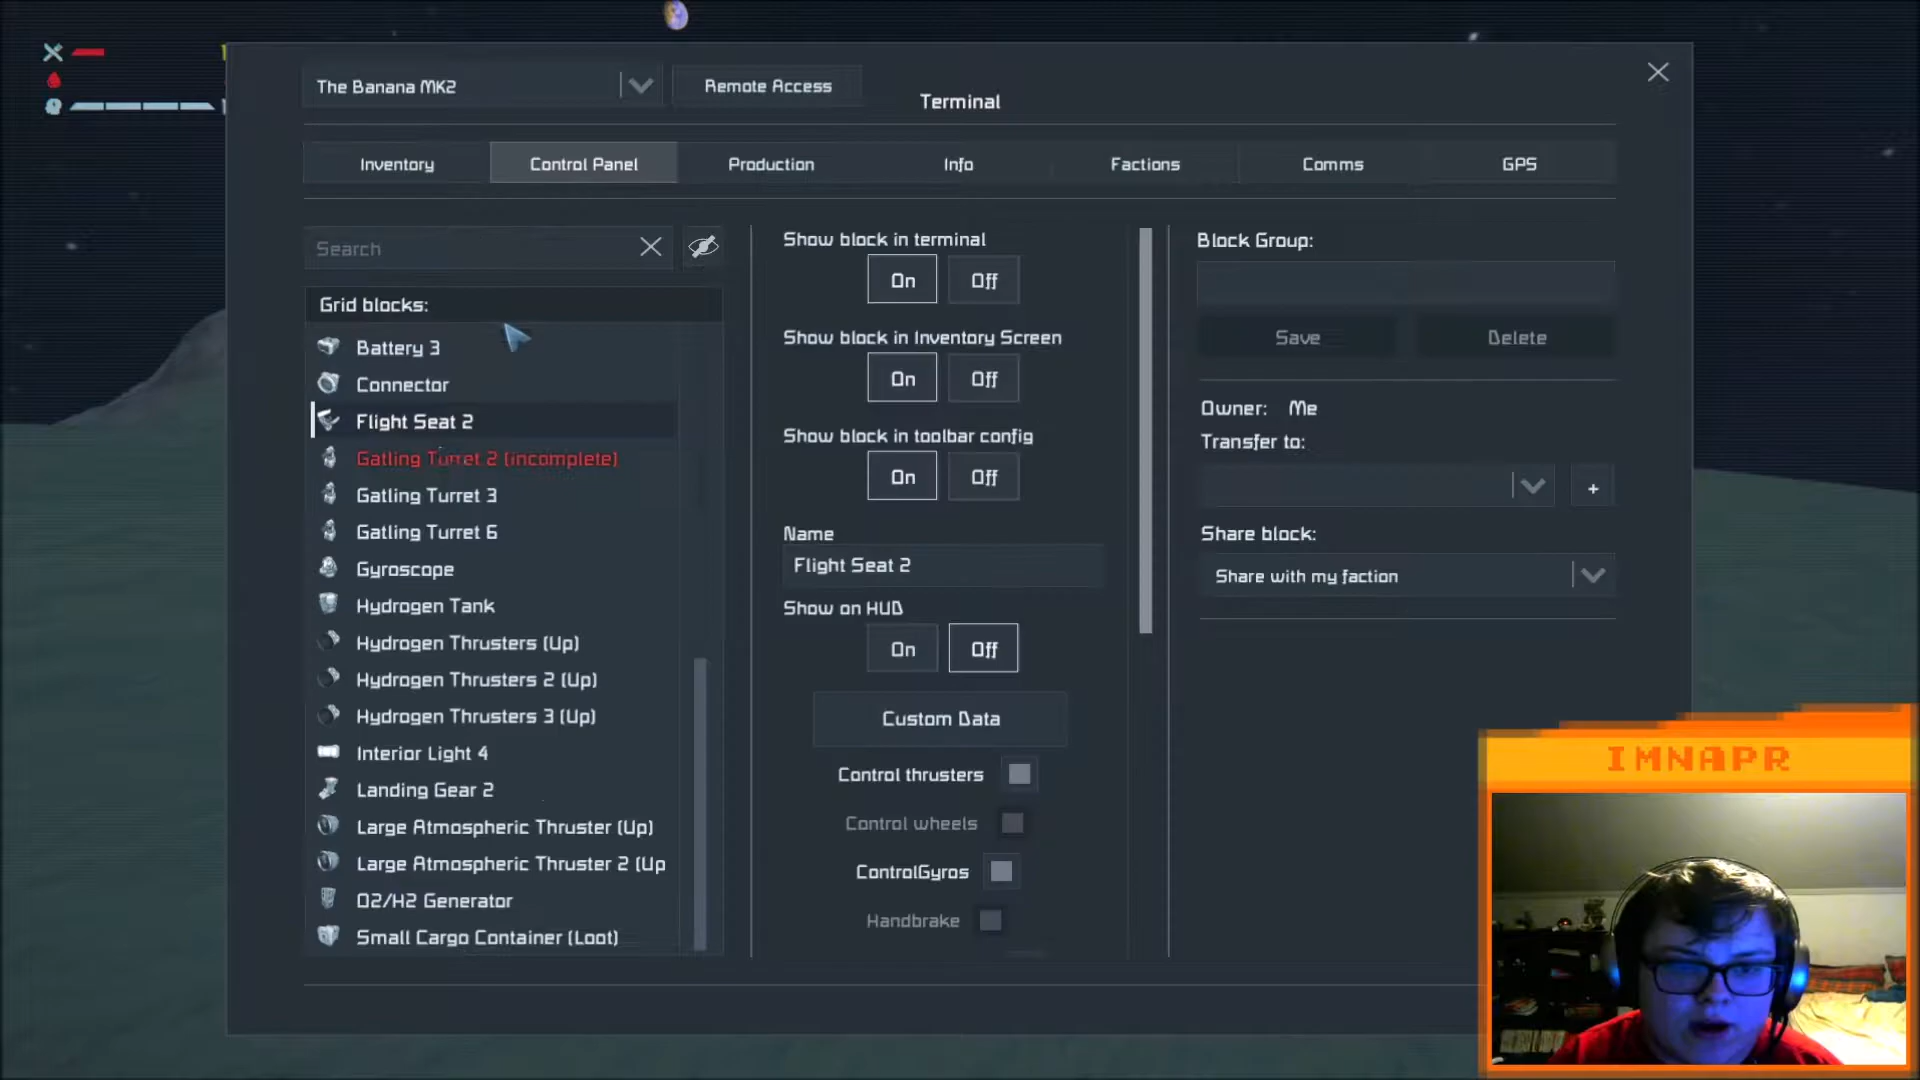 The Banana MK2
Remote Access
Terminal
Inventory
Control Panel
Production
Info
Factions
Comms
GPS
Search
Grid blocks:
Battery 3
Connector
Flight Seat 2
Gatling Turret 2 (incomplete)
Gatling Turret 3
Gatling Turret 6
Gyroscope
Hydrogen Tank
Hydrogen Thrusters (Up)
Hydrogen Thrusters 2 (Up)
Hydrogen Thrusters 3 (Up)
Interior Light 4
Landing Gear 2
Large Atmospheric Thruster (Up)
Large Atmospheric Thruster 2 (Up
O2/H2 Generator
Small Cargo Container (Loot)
Show block in terminal
On Off
Show block in Inventory Screen
On Off
Show block in toolbar config
On Off
Name
Flight Seat 2
Show on HUD
On Off
Custom Data
Control thrusters
Control wheels
ControlGyros
Handbrake
Block Group:
Save Delete
Owner: Me
Transfer to:
+
Share block:
Share with my faction
IMNAPR